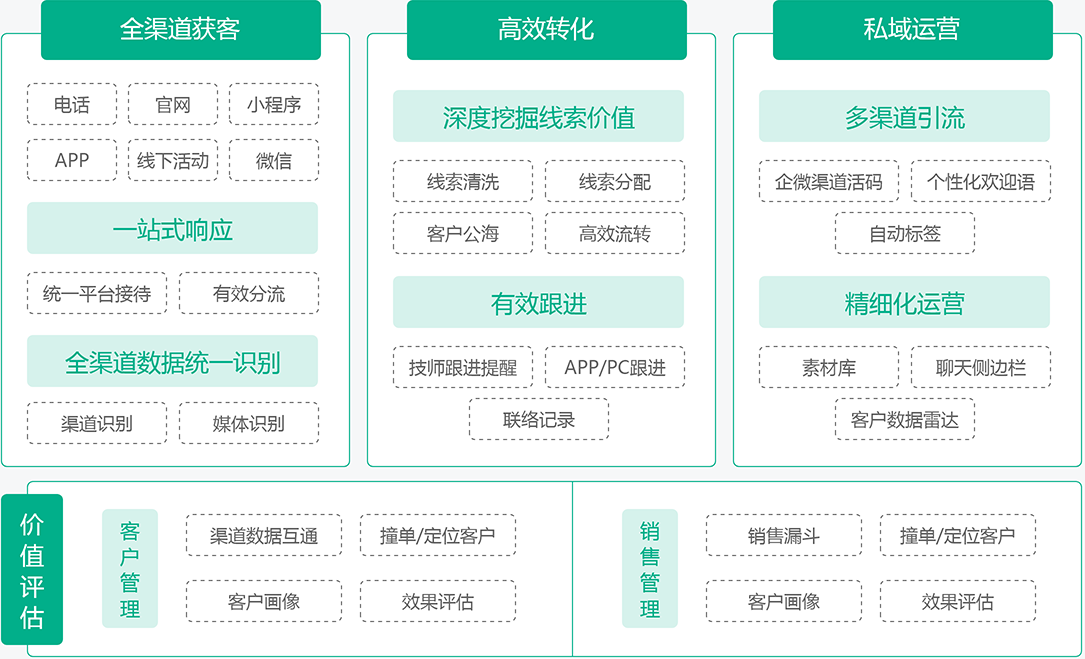 全渠道获客
电话
官网
小程序
APP
线下活动
微信
一站式响应
统一平台接待
有效分流
全渠道数据统一识别
渠道识别
媒体识别
高效转化
深度挖掘线索价值
线索清洗
线索分配
客户公海
高效流转
有效跟进
技师跟进提醒
APP/PC跟进
联络记录
私域运营
多渠道引流
企微渠道活码
个性化欢迎语
自动标签
精细化运营
素材库
聊天侧边栏
客户数据雷达
价值评估
客户管理
渠道数据互通
撞单/定位客户
客户画像
效果评估
销售管理
销售漏斗
撞单/定位客户
客户画像
效果评估